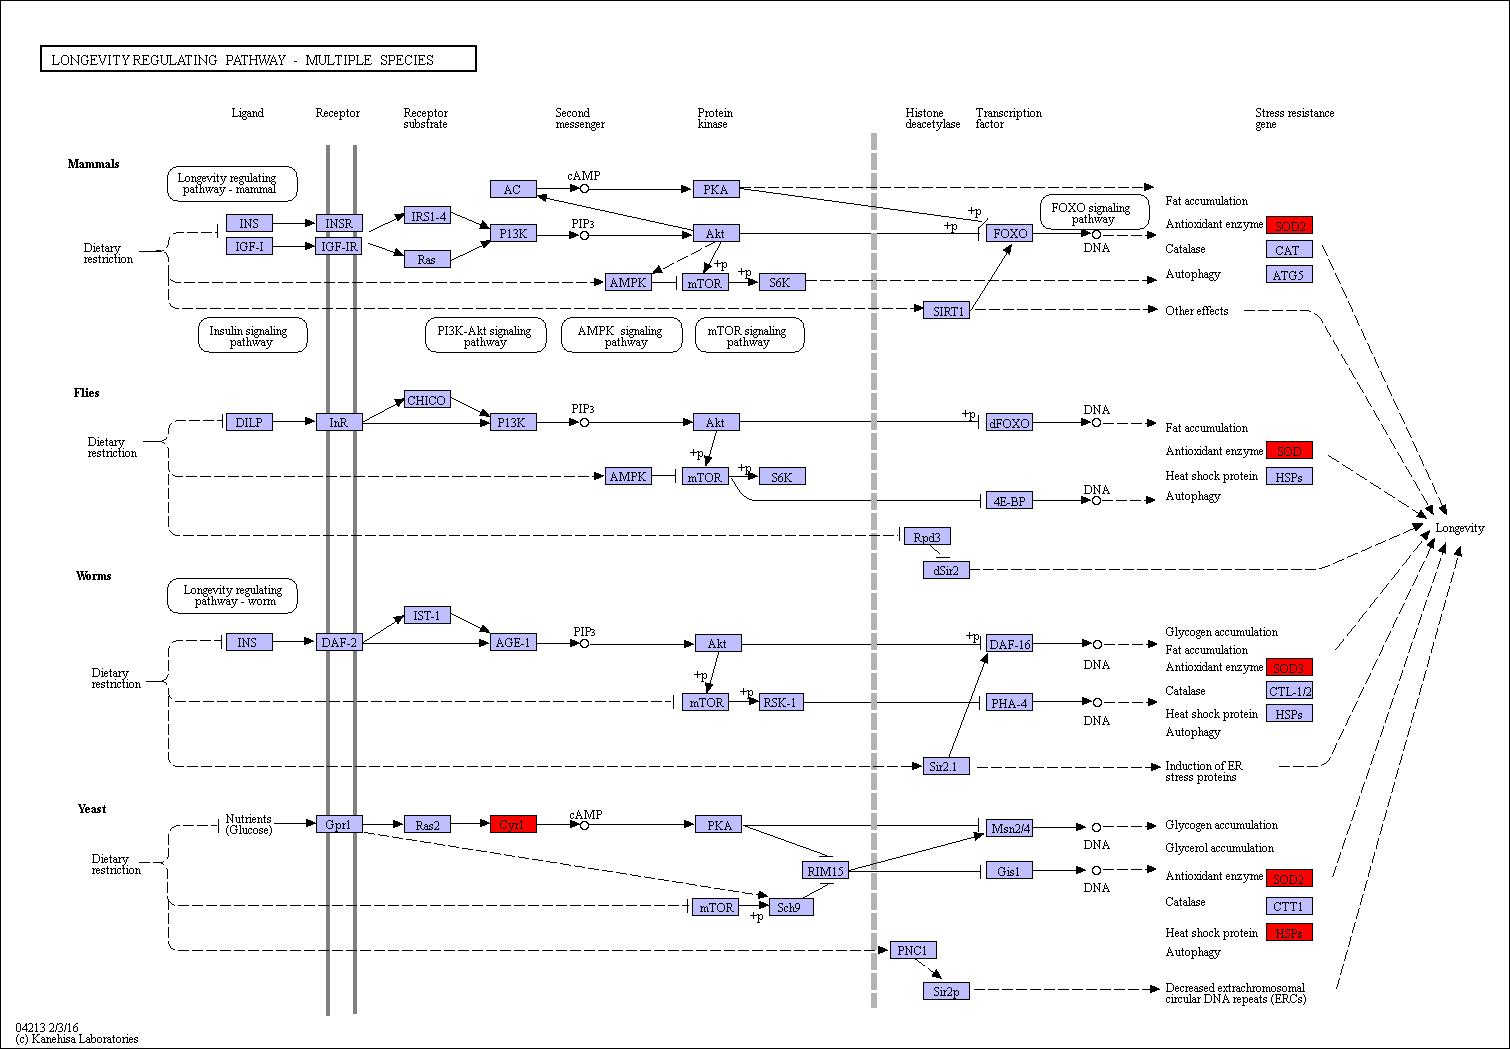 LONGEVITY REGULATING PATHWAY - MULTIPLE SPECIES
Ligand
Receptor
Receptor
substrate
Second
messenger
Protein
kinase
Histone
deacetylase
Transcription
factor
Stress resistance
gene
Mammals
Longevity regulating
pathway - mammal
AC
cAMP
PKA
FOXO signaling
pathway
Fat accumulation
INS
INSR
IRS1-4
P13K
PIP3
Akt
+p
+p
FOXO
DNA
Antioxidant enzyme
SOD2
Dietary
restriction
IGF-I
IGF-IR
Ras
Catalase
CAT
+p
+p
AMPK
mTOR
S6K
Autophagy
ATG5
SIRT1
Other effects
Insulin signaling
pathway
PI3K-Akt signaling
pathway
AMPK signaling
pathway
mTOR signaling
pathway
Flies
CHICO
DILP
InR
P13K
PIP3
Akt
+p
dFOXO
DNA
Fat accumulation
Dietary
restriction
+p
+p
Antioxidant enzyme
SOD
AMPK
mTOR
S6K
Heat shock protein
HSPs
4E-BP
DNA
Autophagy
Rpd3
dSir2
Longevity
Worms
Longevity regulating
pathway - worm
IST-1
INS
DAF-2
AGE-1
PIP3
Akt
+p
DAF-16
DNA
Glycogen accumulation
Fat accumulation
Antioxidant enzyme
SOD3
Dietary
restriction
+p
+p
mTOR
RSK-1
PHA-4
DNA
Catalase
CTL-1/2
Heat shock protein
HSPs
Autophagy
Sir2.1
Induction of ER
stress proteins
Yeast
Nutrients
(Glucose)
Gpr1
Ras2
Cyr1
cAMP
PKA
Msn2/4
DNA
Glycogen accumulation
Glycerol accumulation
Dietary
restriction
RIM15
Gis1
DNA
Antioxidant enzyme
SOD2
mTOR
+p
Sch9
Catalase
CTT1
Heat shock protein
HSPs
PNC1
Autophagy
Sir2p
Decreased extrachromosomal
circular DNA repeats (ERCs)
04213 2/3/16
(c) Kanehisa Laboratories